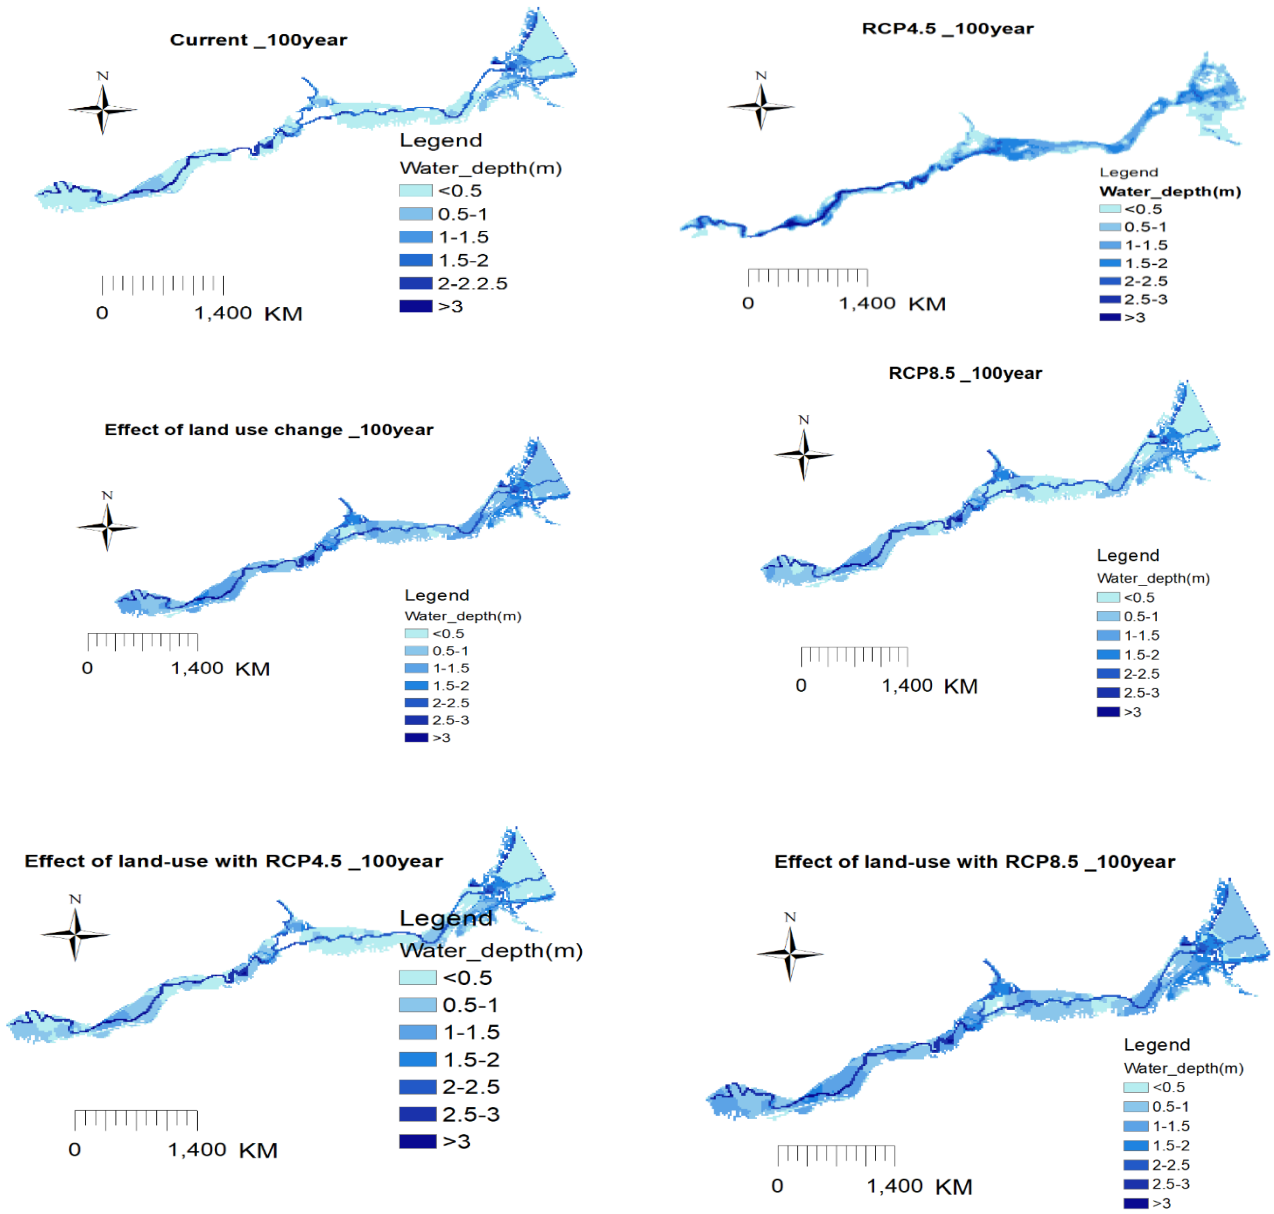 Current _100year
N
Legend
Water_depth(m)
<0.5
0.5-1
1-1.5
1.5-2
2-2.2.5
>3
0 1,400 KM
RCP4.5 _100year
N
Legend
Water_depth(m)
<0.5
0.5-1
1-1.5
1.5-2
2-2.5
2.5-3
>3
0 1,400 KM
Effect of land use change _100year
N
Legend
Water_depth(m)
<0.5
0.5-1
1-1.5
1.5-2
2-2.5
2.5-3
>3
0 1,400 KM
RCP8.5 _100year
N
Legend
Water_depth(m)
<0.5
0.5-1
1-1.5
1.5-2
2-2.5
2.5-3
>3
0 1,400 KM
Effect of land-use with RCP4.5 _100year
N
Legend
Water_depth(m)
<0.5
0.5-1
1-1.5
1.5-2
2-2.5
2.5-3
>3
0 1,400 KM
Effect of land-use with RCP8.5 _100year
N
Legend
Water_depth(m)
<0.5
0.5-1
1-1.5
1.5-2
2-2.5
2.5-3
>3
0 1,400 KM